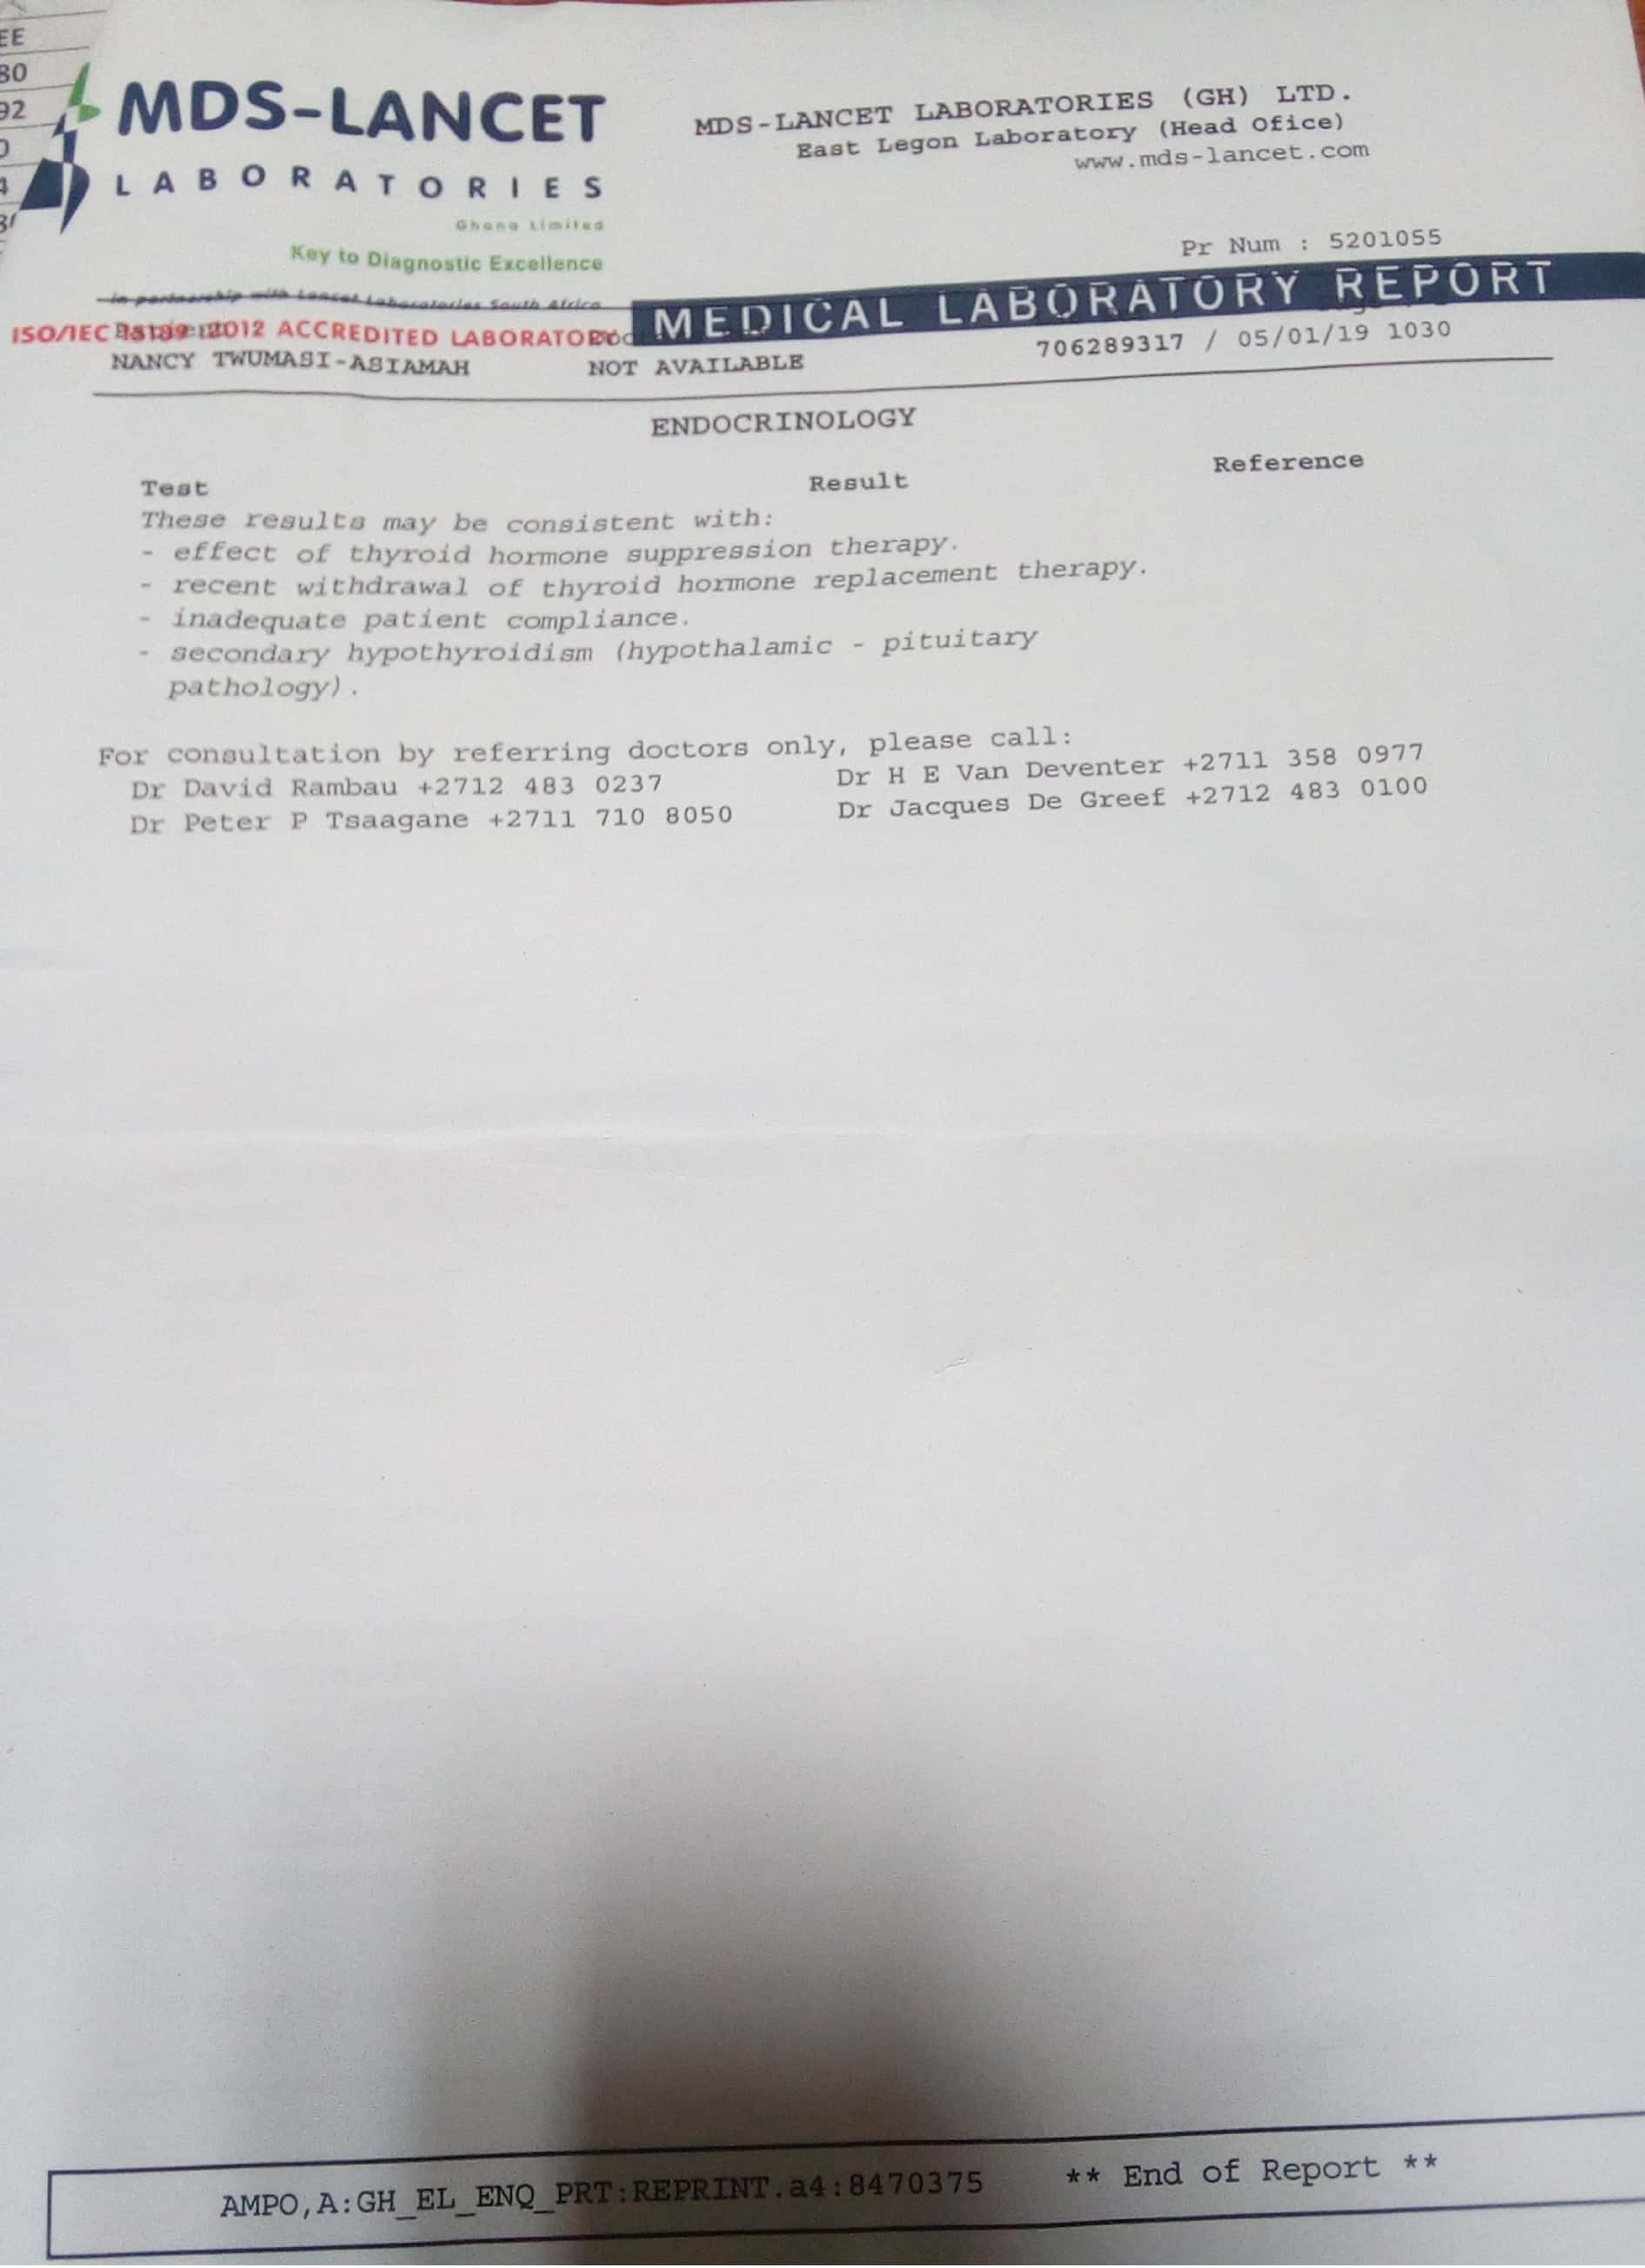 EE
80
92
MDS-LANCET
LABORATORIES
Ghana Limited
Key to Diagnostic Excellence
in partnership with Lancet Laboratories South Africa
MDS-LANCET LABORATORIES (GH) LTD.
East Legon Laboratory (Head Ofice)
www.mds-lancet.com
Pr Num : 5201055
MEDICAL LABORATORY REPORT
ISO/IEC 2012 ACCREDITED LABORATORY
706289317 / 05/01/19 1030
NANCY TWUMASI-ASIAMAH NOT AVAILABLE
ENDOCRINOLOGY
Test Result Reference
These results may be consistent with:
- effect of thyroid hormone suppression therapy.
- recent withdrawal of thyroid hormone replacement therapy.
- inadequate patient compliance.
- secondary hypothyroidism (hypothalamic - pituitary
pathology).
For consultation by referring doctors only, please call:
Dr David Rambau +2712 483 0237 Dr H E Van Deventer +2711 358 0977
Dr Peter P Tsaagane +2711 710 8050 Dr Jacques De Greef +2712 483 0100
AMPO,A:GH_EL_ENQ_PRT:REPRINT.a4:8470375 ** End of Report **